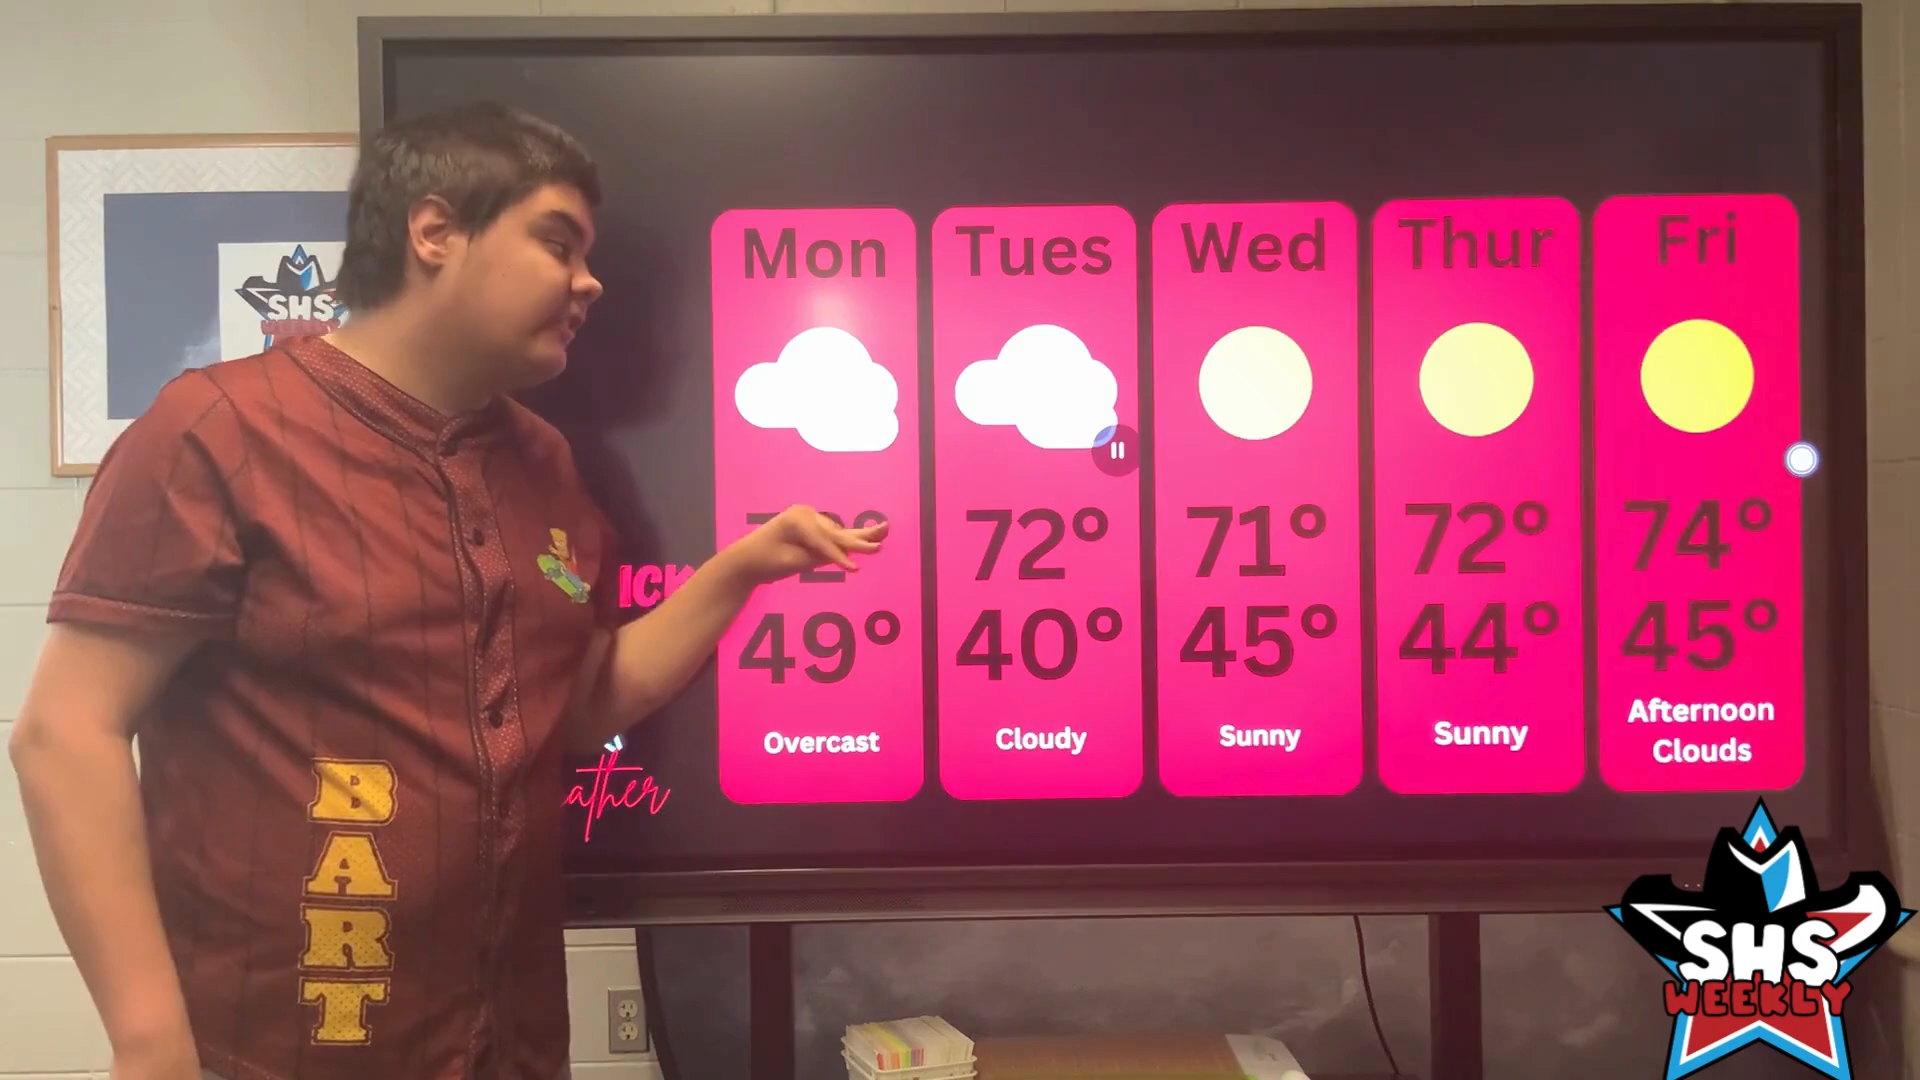 SHS
WEEKLY
Mon
Tues
Wed
Thur
Fri
72°
71°
72°
74°
49°
40°
45°
44°
45°
Overcast
Cloudy
Sunny
Sunny
Afternoon
Clouds
BART
SHS
WEEKLY